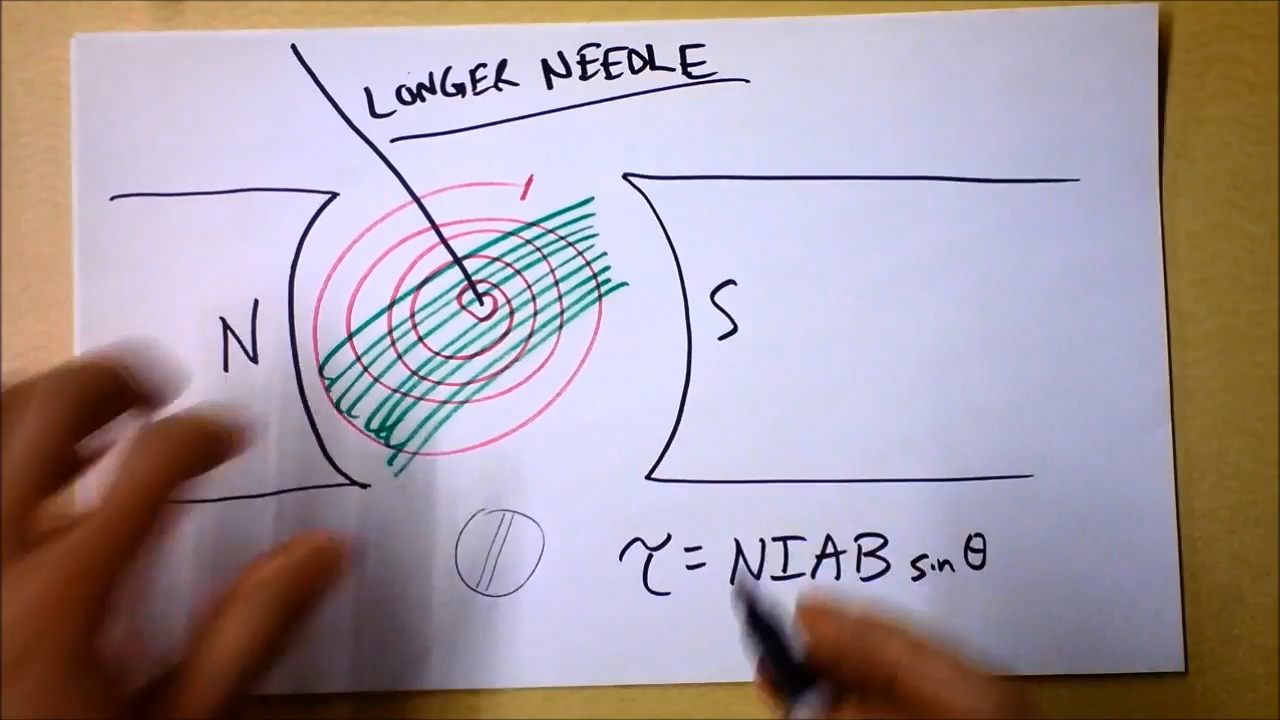 LONGER NEEDLE
N
S
τ = NIAB sin θ